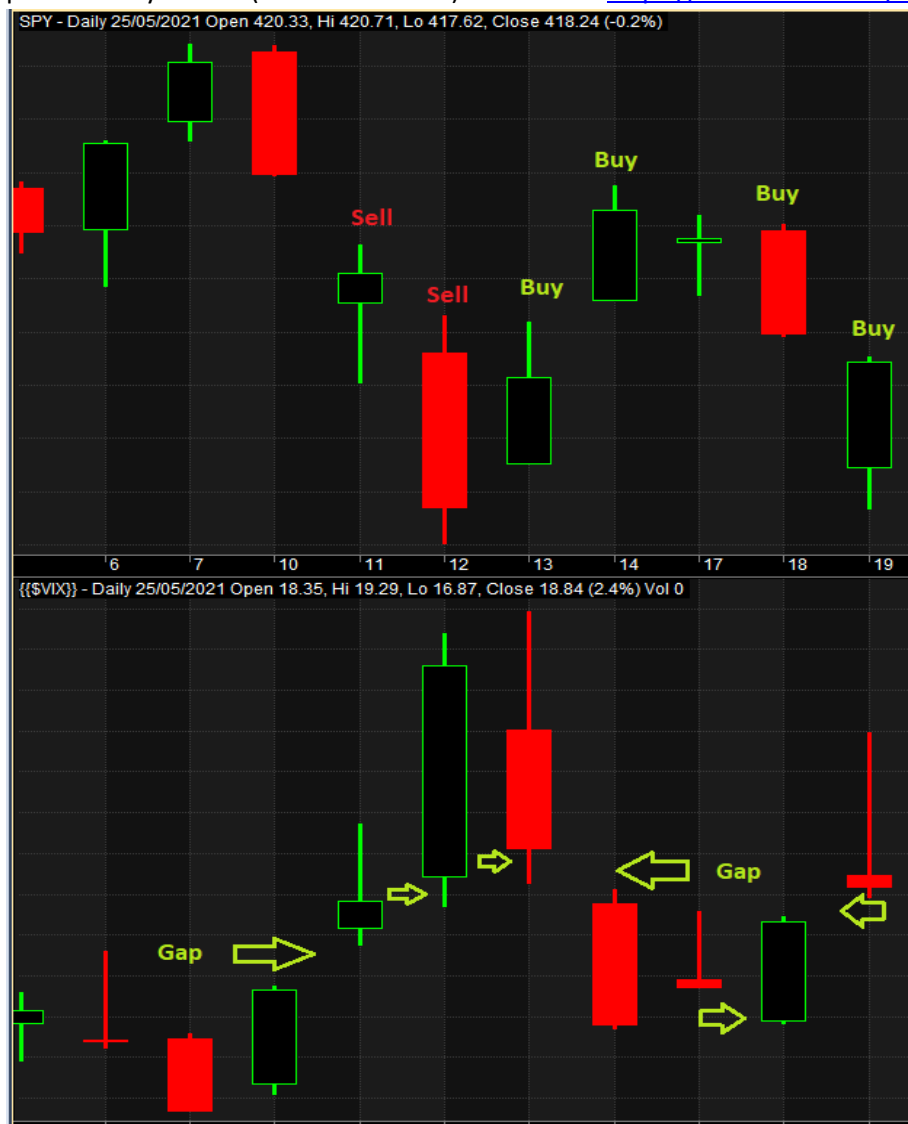 SPY - Daily 25/05/2021 Open 420.33, Hi 420.71, Lo 417.62, Close 418.24 (-0.2%)
Buy
Buy
Sell
Buy
Sell
Buy
6 7 10 11 12 13 14 17 18 19
{{$VIX}} - Daily 25/05/2021 Open 18.35, Hi 19.29, Lo 16.87, Close 18.84 (2.4%) Vol 0
Gap
Gap